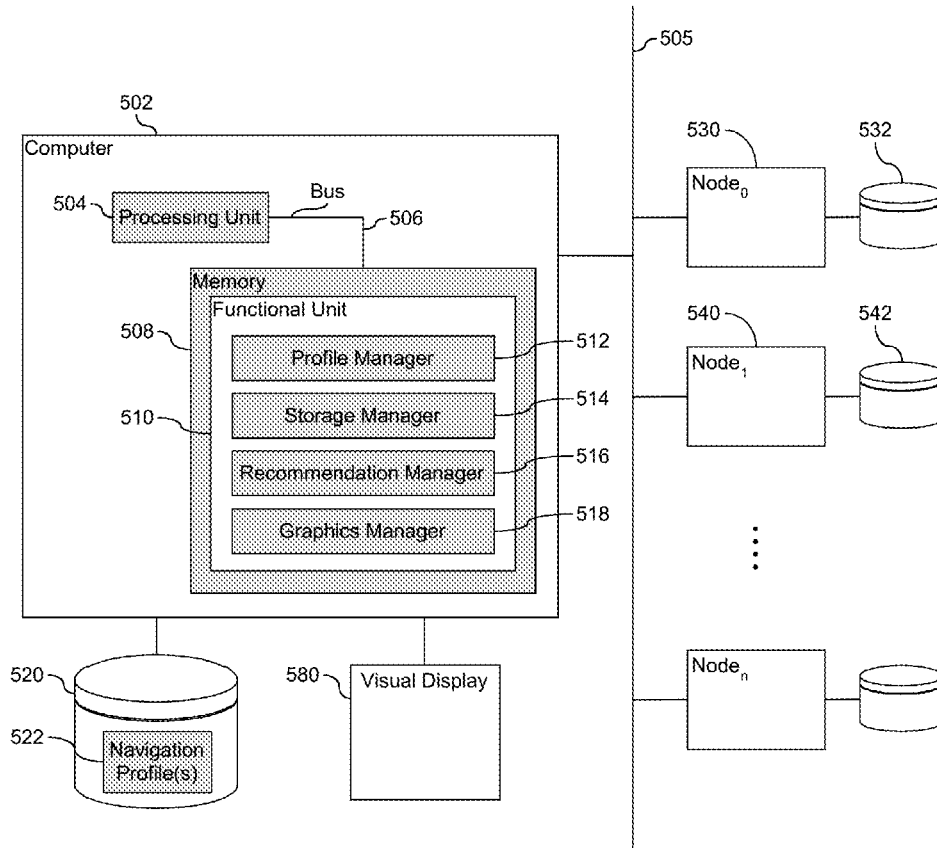 505
502
Computer
530
532
Node0
504
Processing Unit
Bus
506
Memory
Functional Unit
508
Profile Manager
512
540
542
Node1
510
Storage Manager
514
Recommendation Manager
516
Graphics Manager
518
520
580
Visual Display
Noden
522
Navigation
Profile(s)